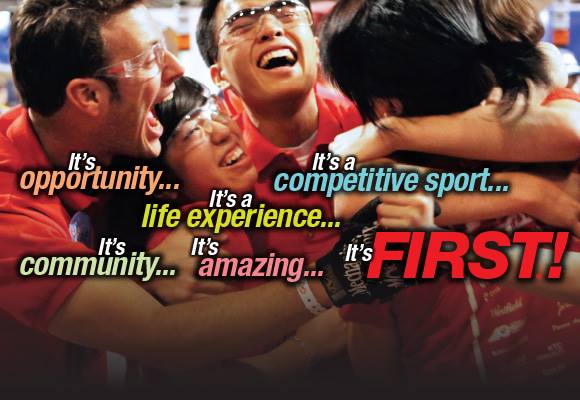 It's opportunity...
It's a competitive sport...
It's a life experience...
It's community...
It's amazing...
It's FIRST!